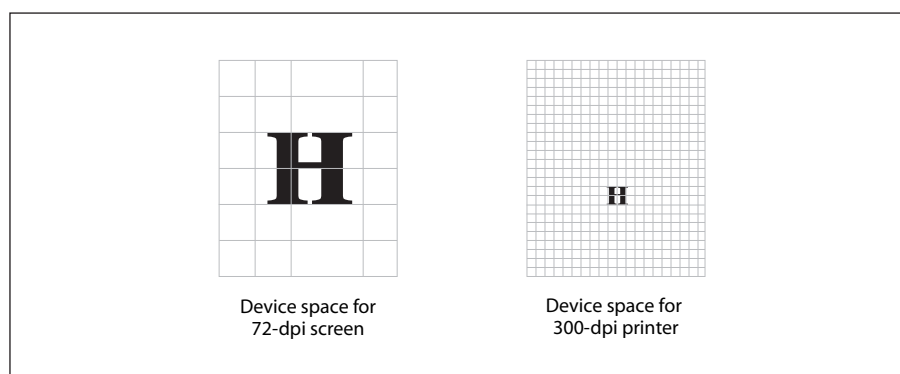 H
H
Device space for
72-dpi screen
Device space for
300-dpi printer